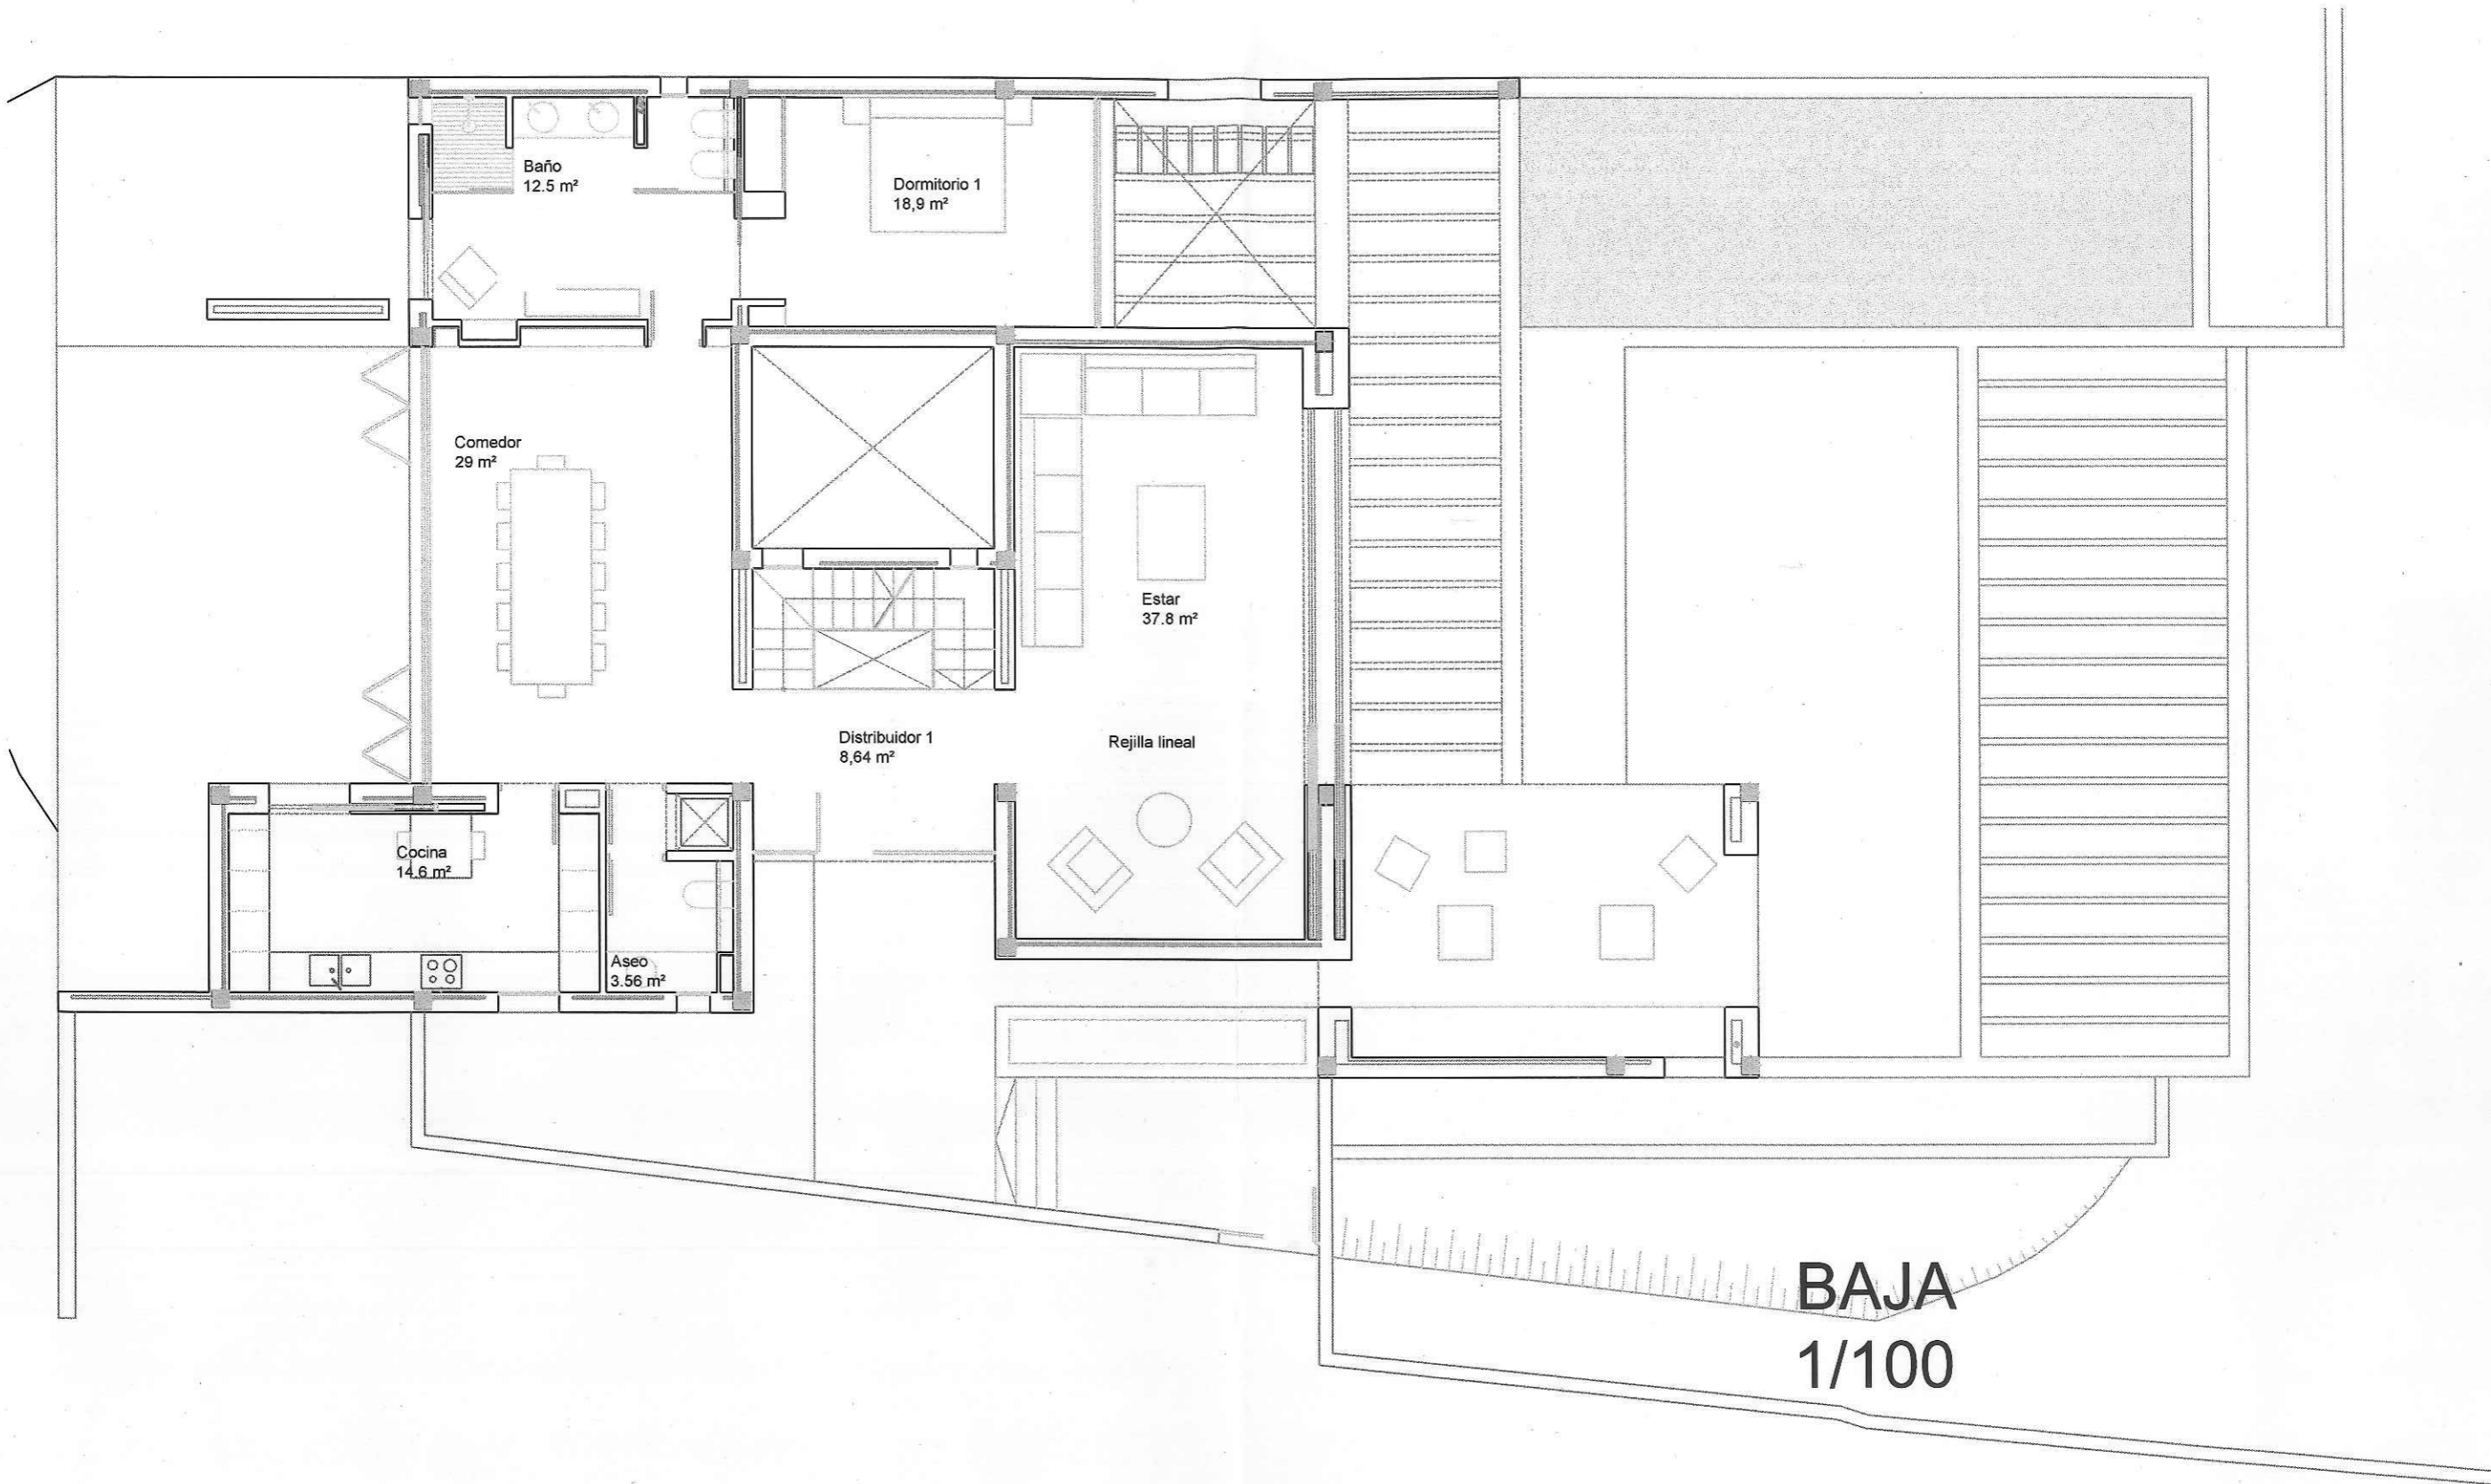 Baño
12.5 m²
Dormitorio 1
18,9 m²
Comedor
29 m²
Estar
37.8 m²
Distribuidor 1
8,64 m²
Rejilla lineal
Cocina
14.6 m²
Aseo
3.56 m²
BAJA
1/100